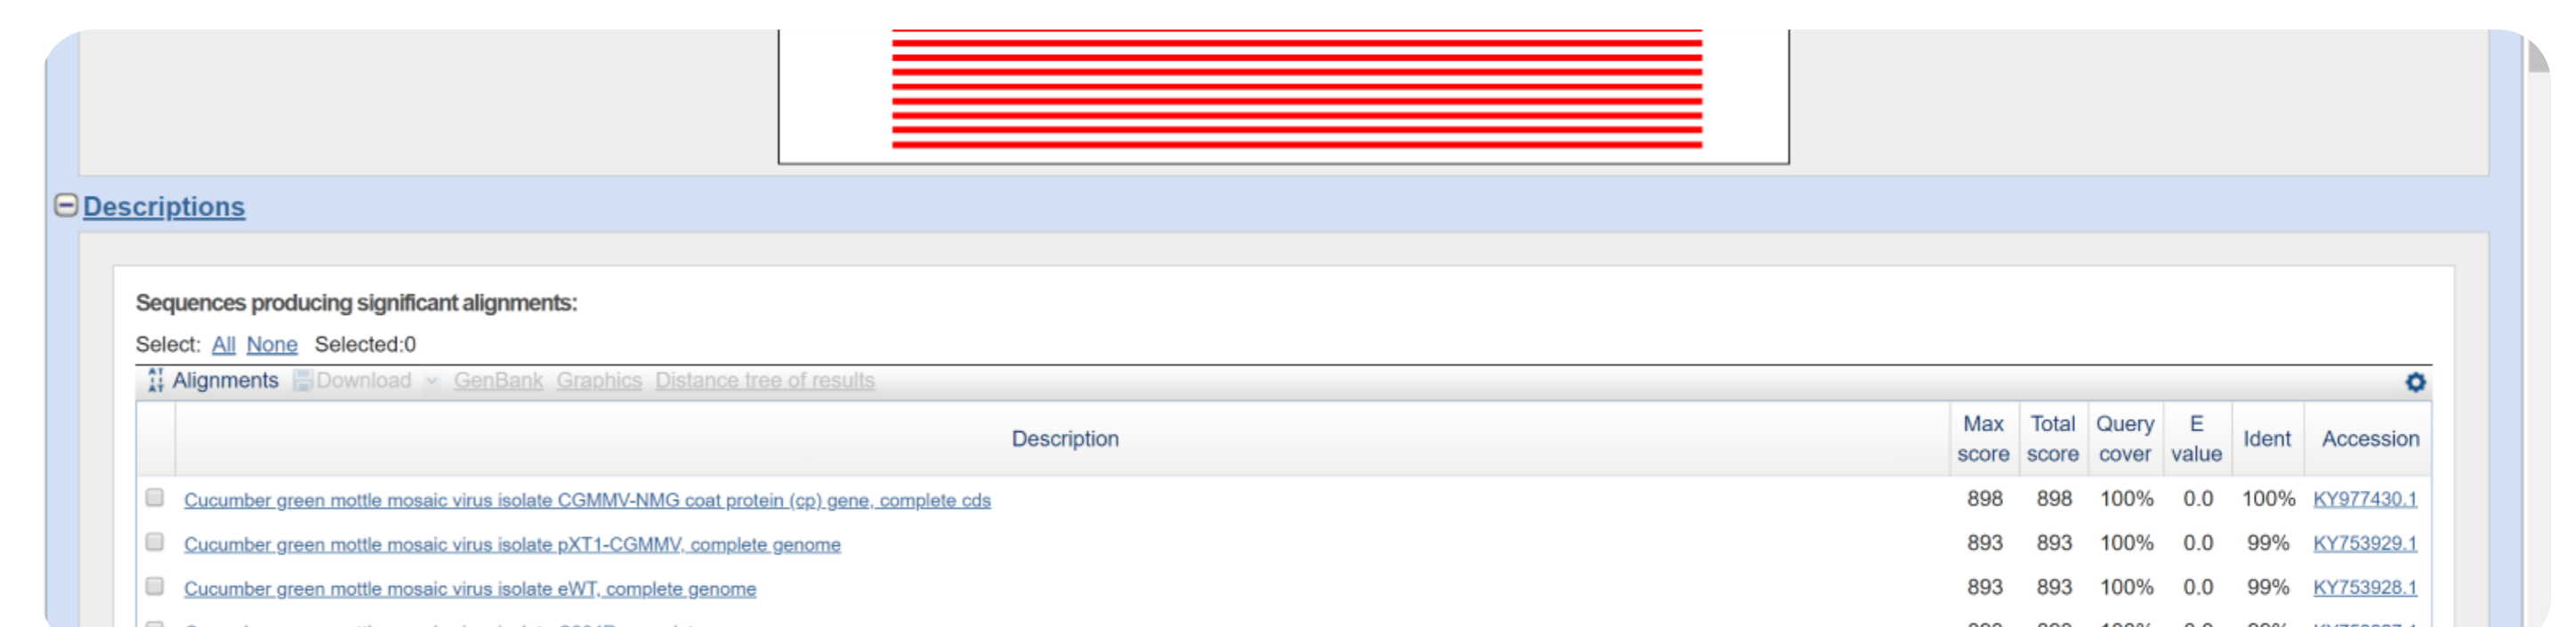 Descriptions
Sequences producing significant alignments:
Select: All None Selected:0
Alignments Download GenBank Graphics Distance tree of results
Description Max score Total score Query cover E value Ident Accession
Cucumber green mottle mosaic virus isolate CGMMV-NMG coat protein (cp) gene, complete cds 898 898 100% 0.0 100% KY977430.1
Cucumber green mottle mosaic virus isolate pXT1-CGMMV, complete genome 893 893 100% 0.0 99% KY753929.1
Cucumber green mottle mosaic virus isolate eWT, complete genome 893 893 100% 0.0 99% KY753928.1